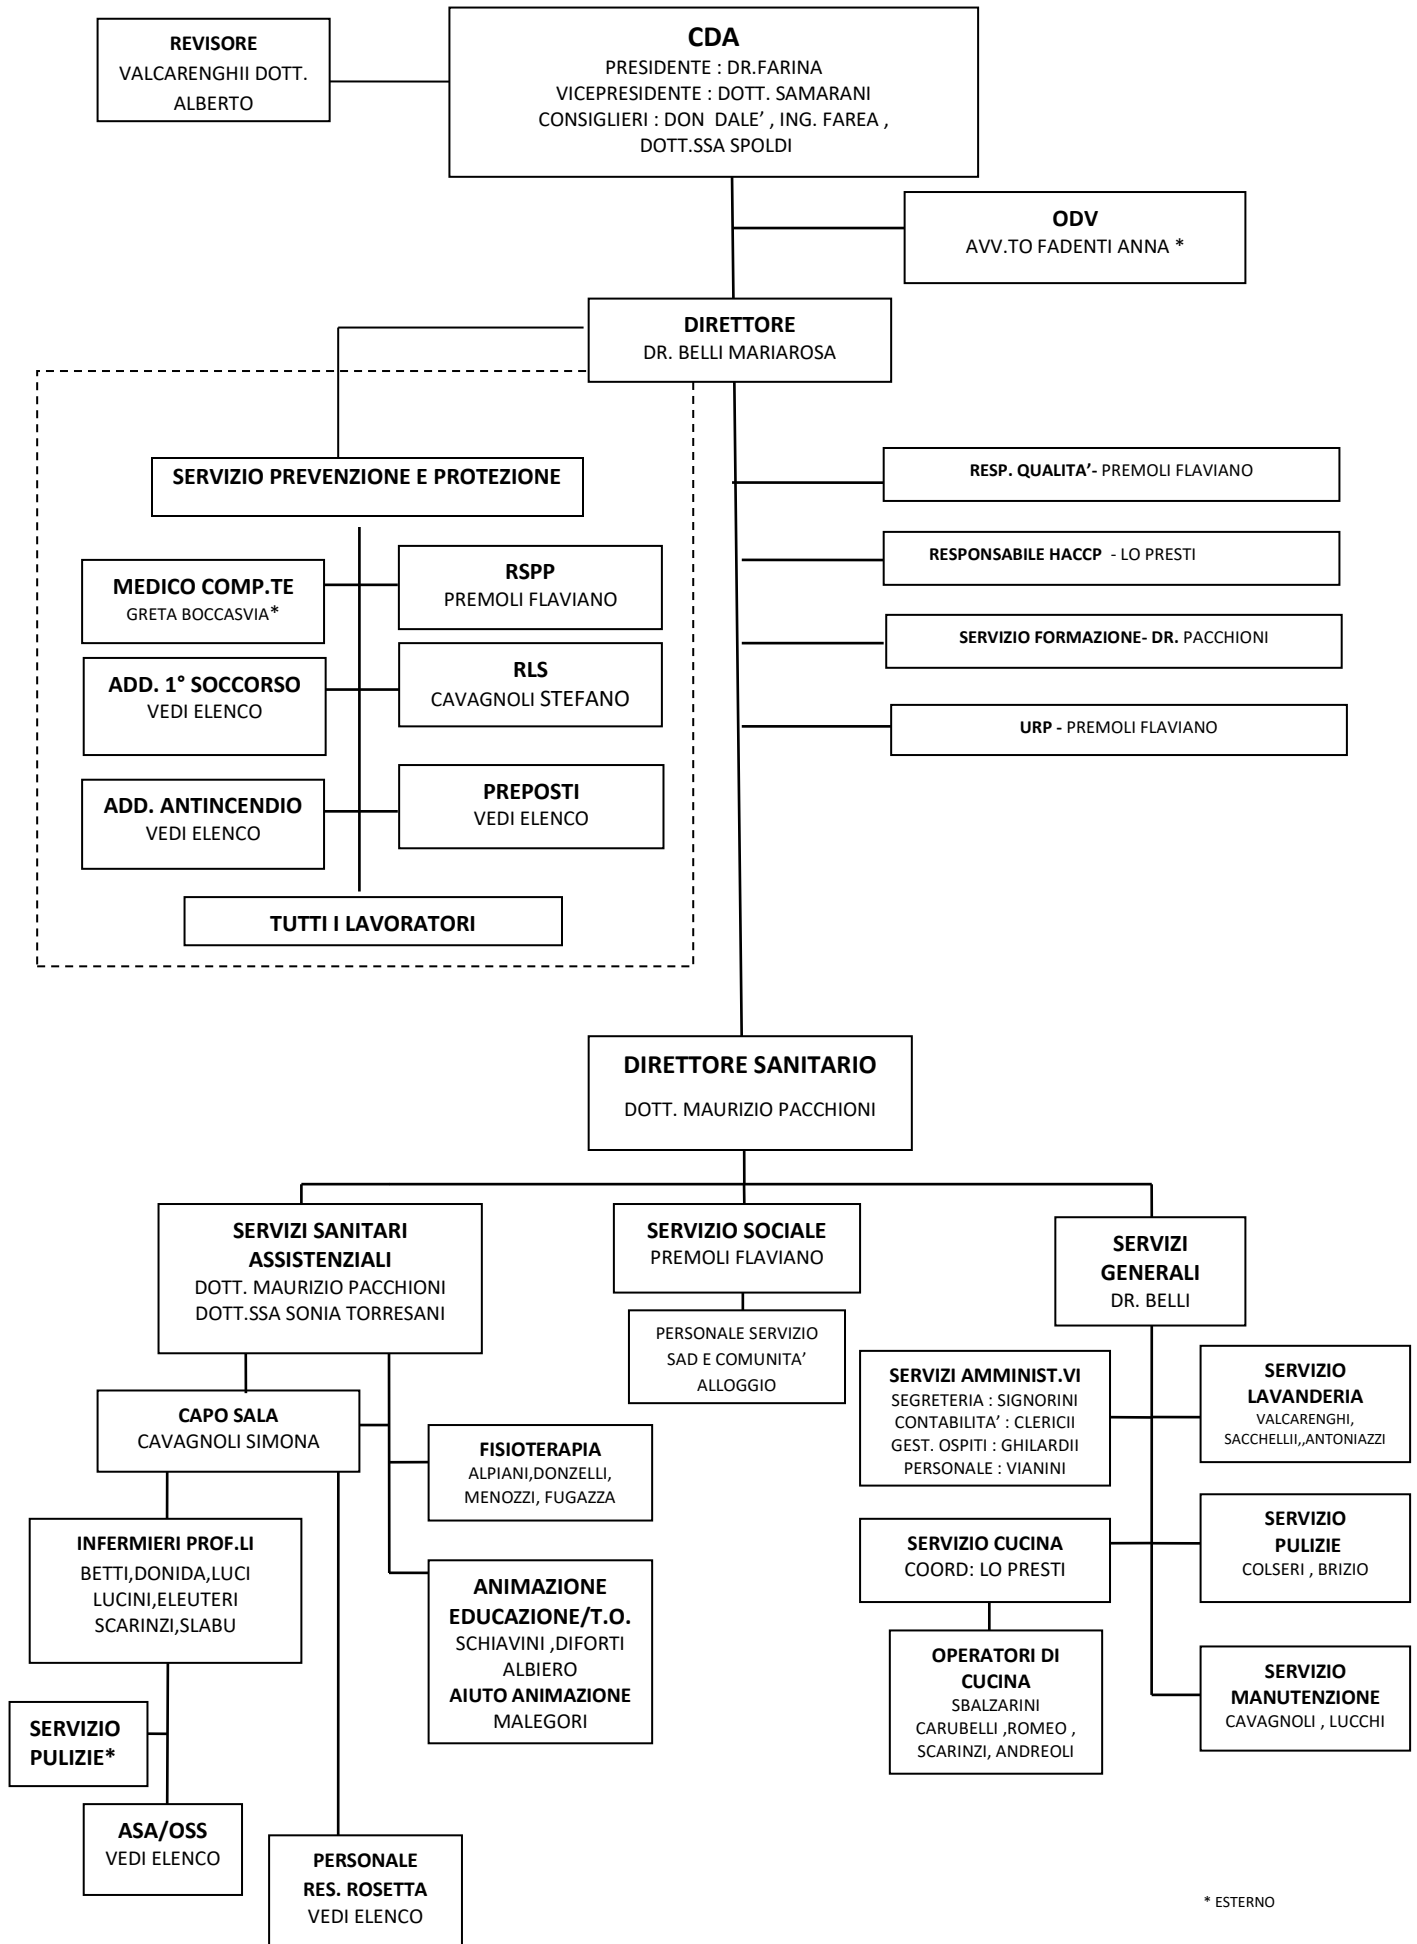 REVISORE
VALCARENGHII DOTT.
ALBERTO
CDA
PRESIDENTE : DR.FARINA
VICEPRESIDENTE : DOTT. SAMARANI
CONSIGLIERI : DON  DALE’ , ING. FAREA ,
DOTT.SSA SPOLDI
ODV
AVV.TO FADENTI ANNA *
DIRETTORE
DR. BELLI MARIAROSA
SERVIZIO PREVENZIONE E PROTEZIONE
MEDICO COMP.TE
GRETA BOCCASVIA*
RSPP
PREMOLI FLAVIANO
ADD. 1° SOCCORSO
VEDI ELENCO
RLS
CAVAGNOLI STEFANO
ADD. ANTINCENDIO
VEDI ELENCO
PREPOSTI
VEDI ELENCO
TUTTI I LAVORATORI
RESP. QUALITA’- PREMOLI FLAVIANO
RESPONSABILE HACCP  - LO PRESTI
SERVIZIO FORMAZIONE- DR. PACCHIONI
URP - PREMOLI FLAVIANO
DIRETTORE SANITARIO
DOTT. MAURIZIO PACCHIONI
SERVIZI SANITARI
ASSISTENZIALI
DOTT. MAURIZIO PACCHIONI
DOTT.SSA SONIA TORRESANI
SERVIZIO SOCIALE
PREMOLI FLAVIANO
PERSONALE SERVIZIO
SAD E COMUNITA’
ALLOGGIO
SERVIZI
GENERALI
DR. BELLI
CAPO SALA
CAVAGNOLI SIMONA
FISIOTERAPIA
ALPIANI,DONZELLI,
MENOZZI, FUGAZZA
SERVIZI AMMINIST.VI
SEGRETERIA : SIGNORINI
CONTABILITA’ : CLERICII
GEST. OSPITI : GHILARDII
PERSONALE : VIANINI
SERVIZIO
LAVANDERIA
VALCARENGHI,
SACCHELLII,,ANTONIAZZI
INFERMIERI PROF.LI
BETTI,DONIDA,LUCI
LUCINI,ELEUTERI
SCARINZI,SLABU
ANIMAZIONE
EDUCAZIONE/T.O.
SCHIAVINI ,DIFORTI
ALBIERO
AIUTO ANIMAZIONE
MALEGORI
SERVIZIO CUCINA
COORD: LO PRESTI
SERVIZIO
PULIZIE
COLSERI , BRIZIO
OPERATORI DI
CUCINA
SBALZARINI
CARUBELLI ,ROMEO ,
SCARINZI, ANDREOLI
SERVIZIO
MANUTENZIONE
CAVAGNOLI , LUCCHI
SERVIZIO
PULIZIE*
ASA/OSS
VEDI ELENCO
PERSONALE
RES. ROSETTA
VEDI ELENCO
* ESTERNO